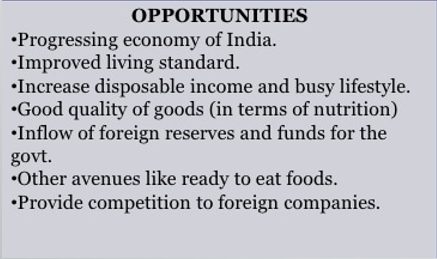 OPPORTUNITIES
•Progressing economy of India.
•Improved living standard.
•Increase disposable income and busy lifestyle.
•Good quality of goods (in terms of nutrition)
•Inflow of foreign reserves and funds for the
govt.
•Other avenues like ready to eat foods.
•Provide competition to foreign companies.